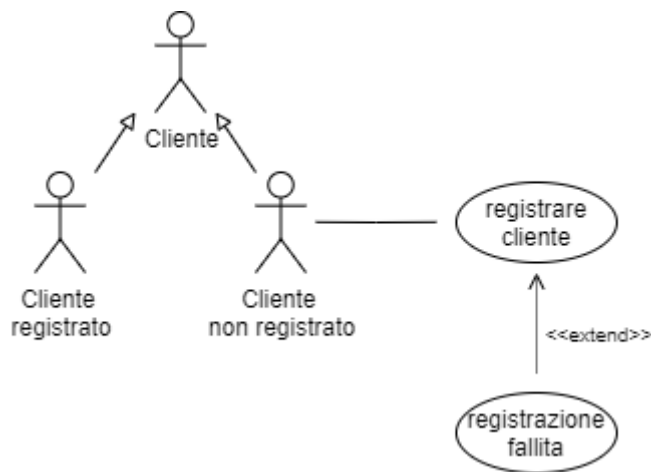 Cliente
Cliente
registrato
Cliente
non registrato
registrare
cliente
<<extend>>
registrazione
fallita